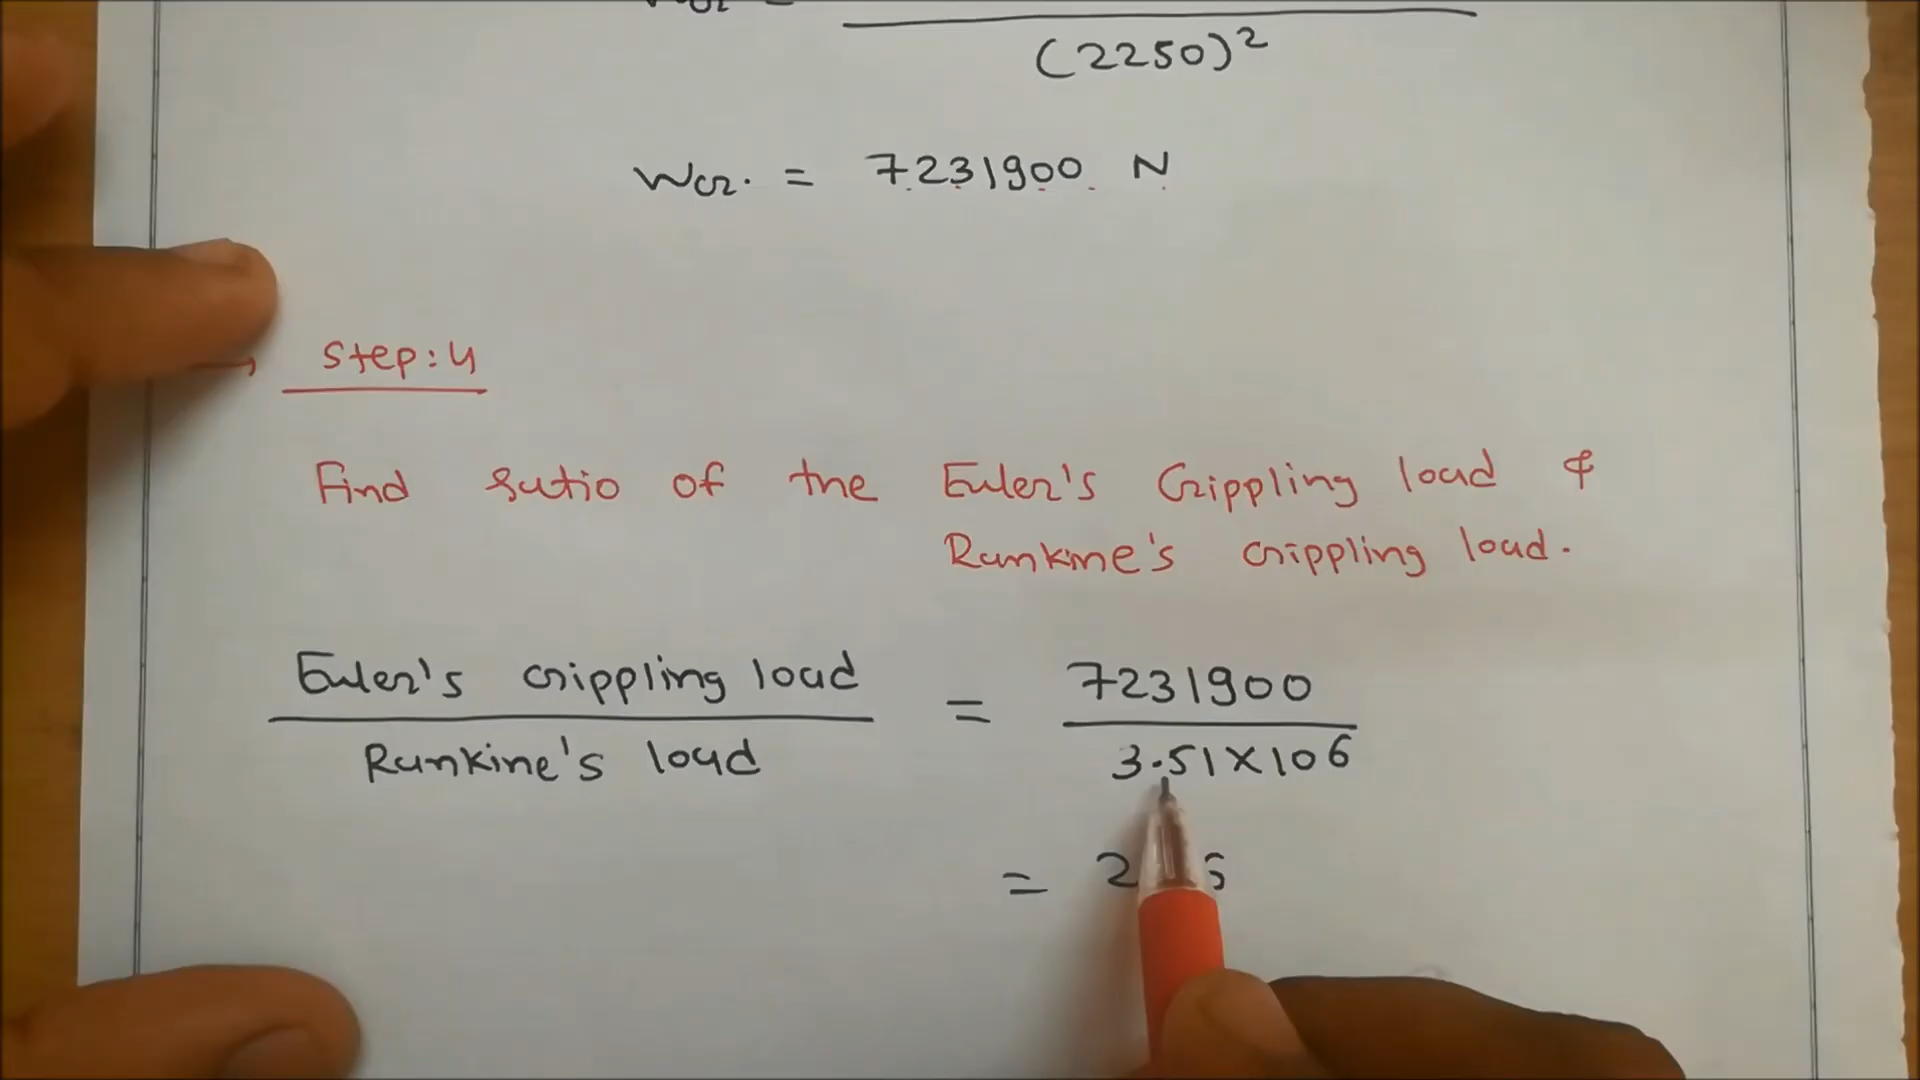 (2250)²
Wcr. = 7231900 N
→ Step:4
Find ratio of the Euler's Crippling load &
Rankine's crippling load.
Euler's crippling load = 7231900
Rankine's load 3.51×10⁶
= 2